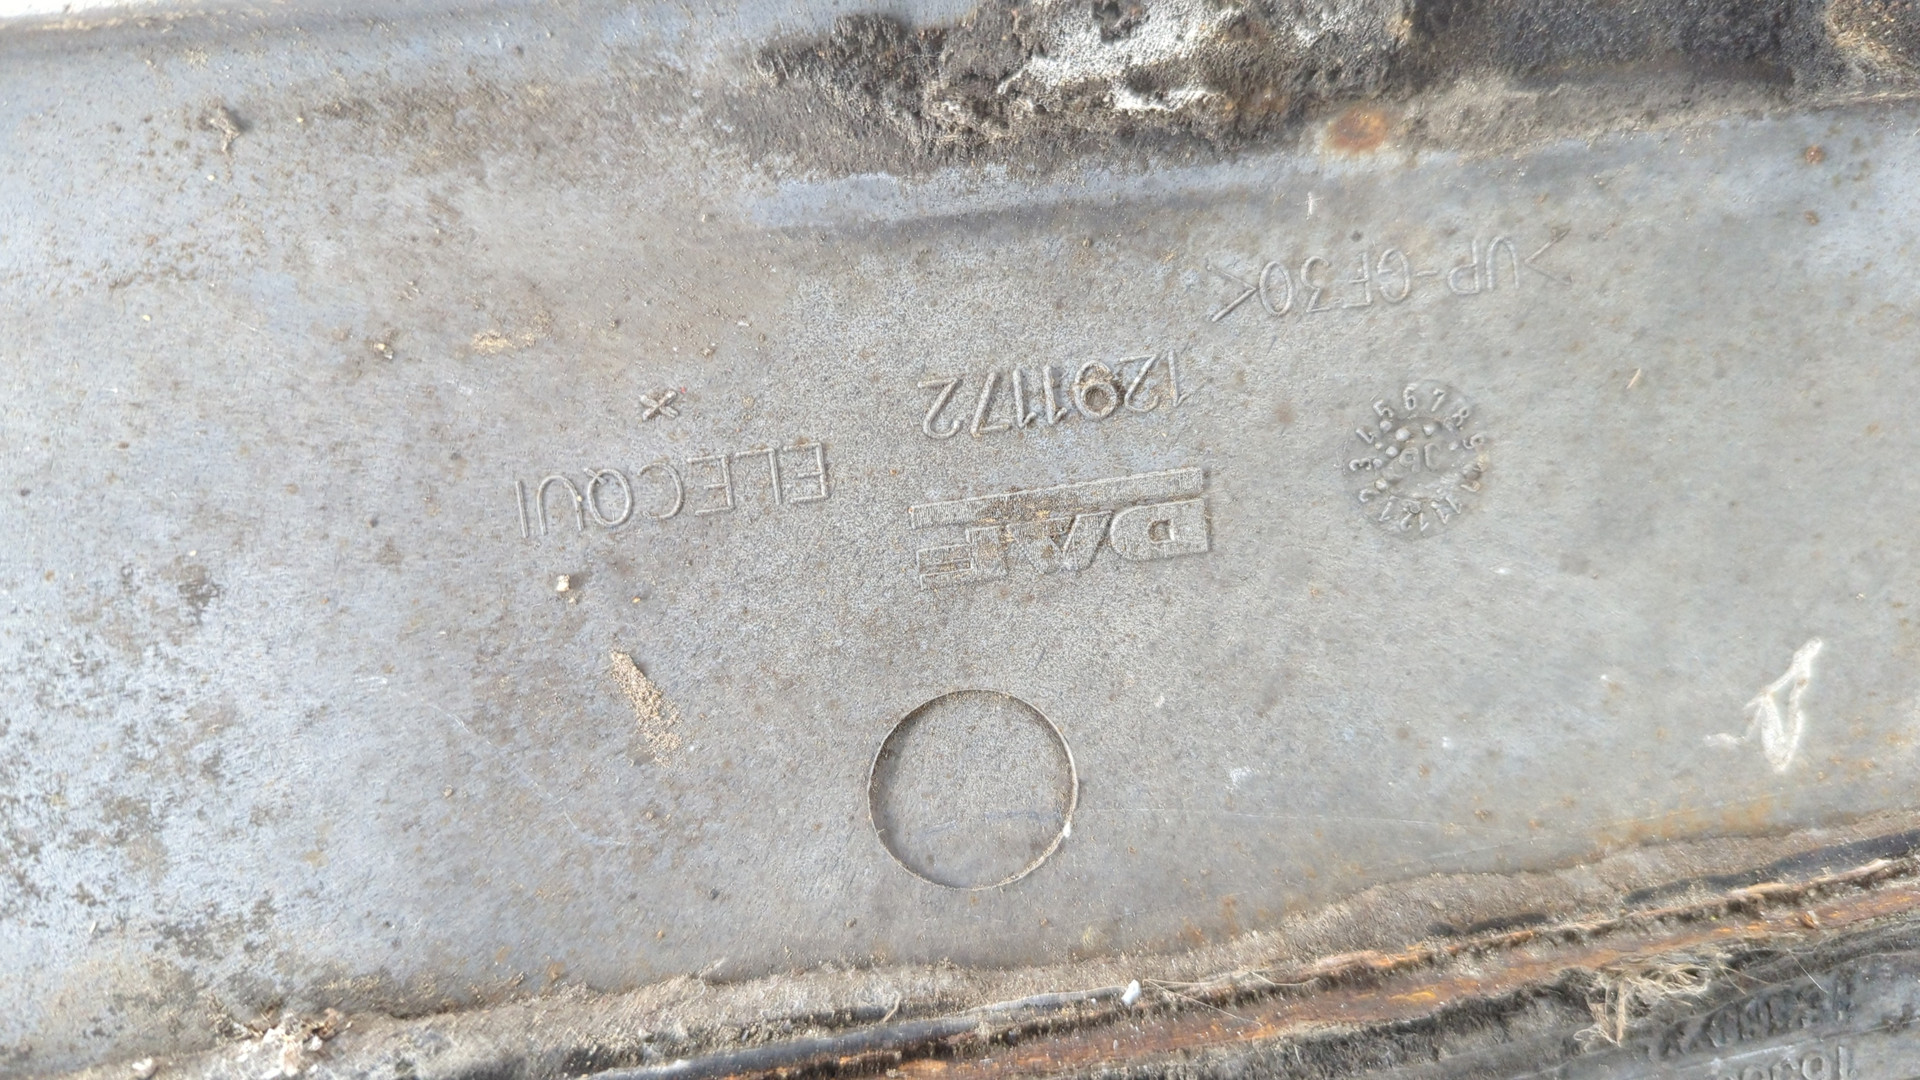 DAF
ELECQUI
1291172
>UP-GF30<